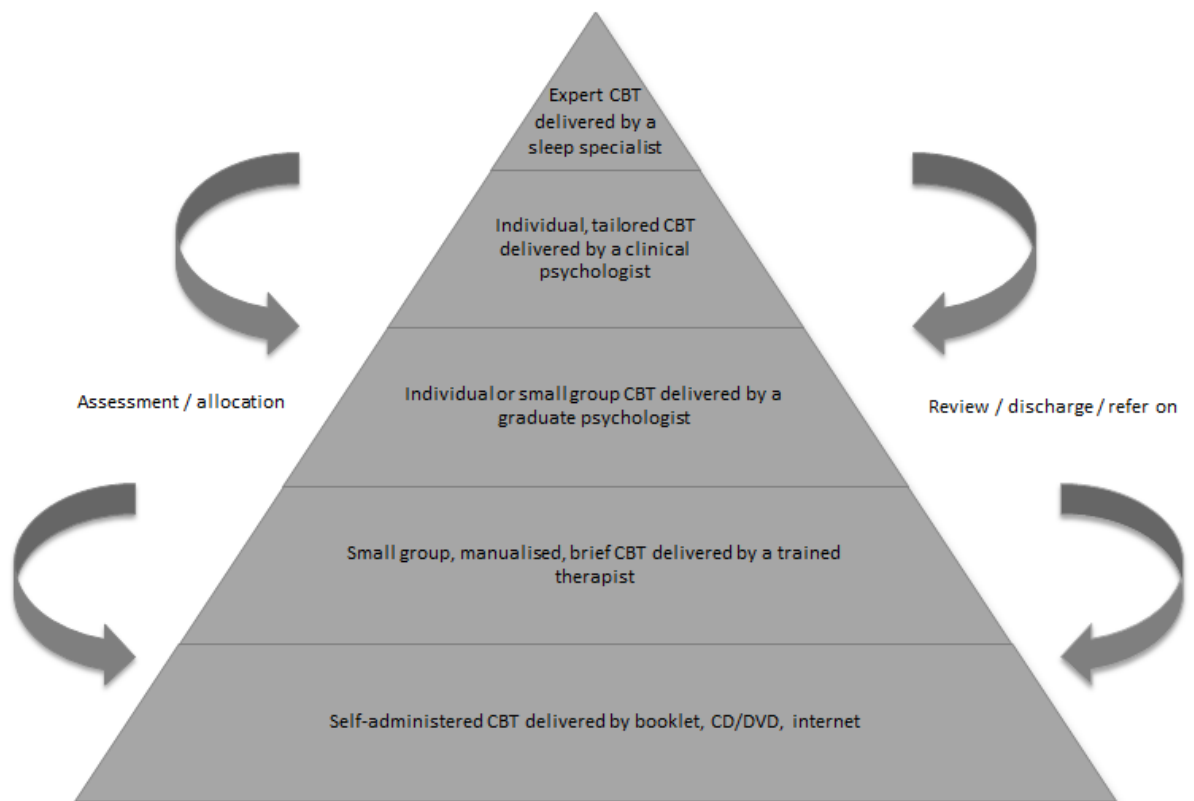 Expert CBT
delivered by a
sleep specialist
Individual, tailored CBT
delivered by a clinical
psychologist
Assessment / allocation
Individual or small group CBT delivered by a
graduate psychologist
Review / discharge / refer on
Small group, manualised, brief CBT delivered by a trained
therapist
Self-administered CBT delivered by booklet, CD/DVD, internet